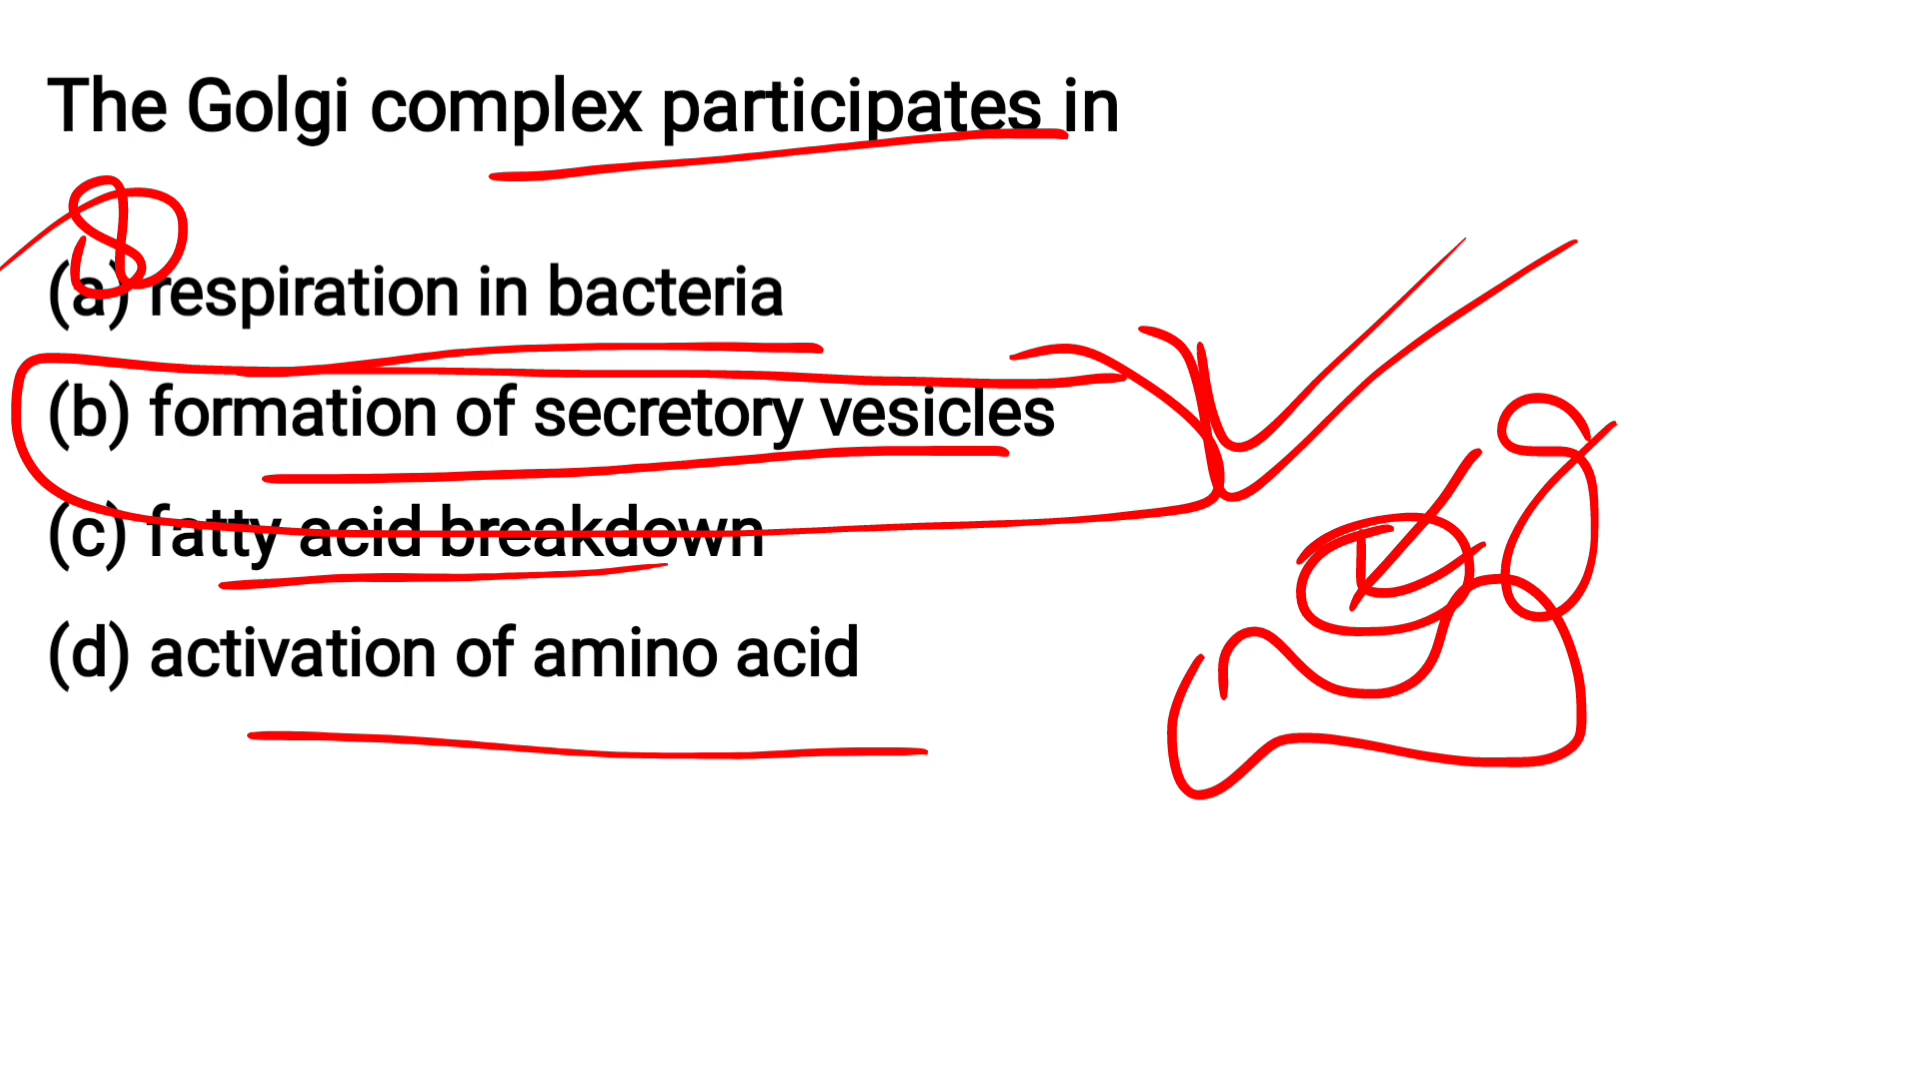 The Golgi complex participates in
(a) respiration in bacteria
(b) formation of secretory vesicles
(c) fatty acid breakdown
(d) activation of amino acid